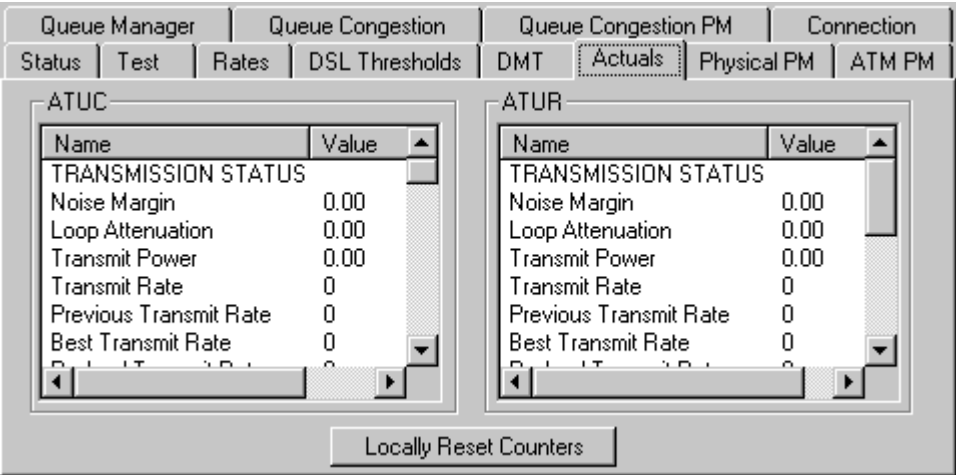 Queue Manager Queue Congestion Queue Congestion PM Connection
Status Test Rates DSL Thresholds DMT Actuals Physical PM ATM PM
ATUC ATUR
Name Value Name Value
TRANSMISSION STATUS TRANSMISSION STATUS
Noise Margin 0.00 Noise Margin 0.00
Loop Attenuation 0.00 Loop Attenuation 0.00
Transmit Power 0.00 Transmit Power 0.00
Transmit Rate 0 Transmit Rate 0
Previous Transmit Rate 0 Previous Transmit Rate 0
Best Transmit Rate 0 Best Transmit Rate 0
Locally Reset Counters